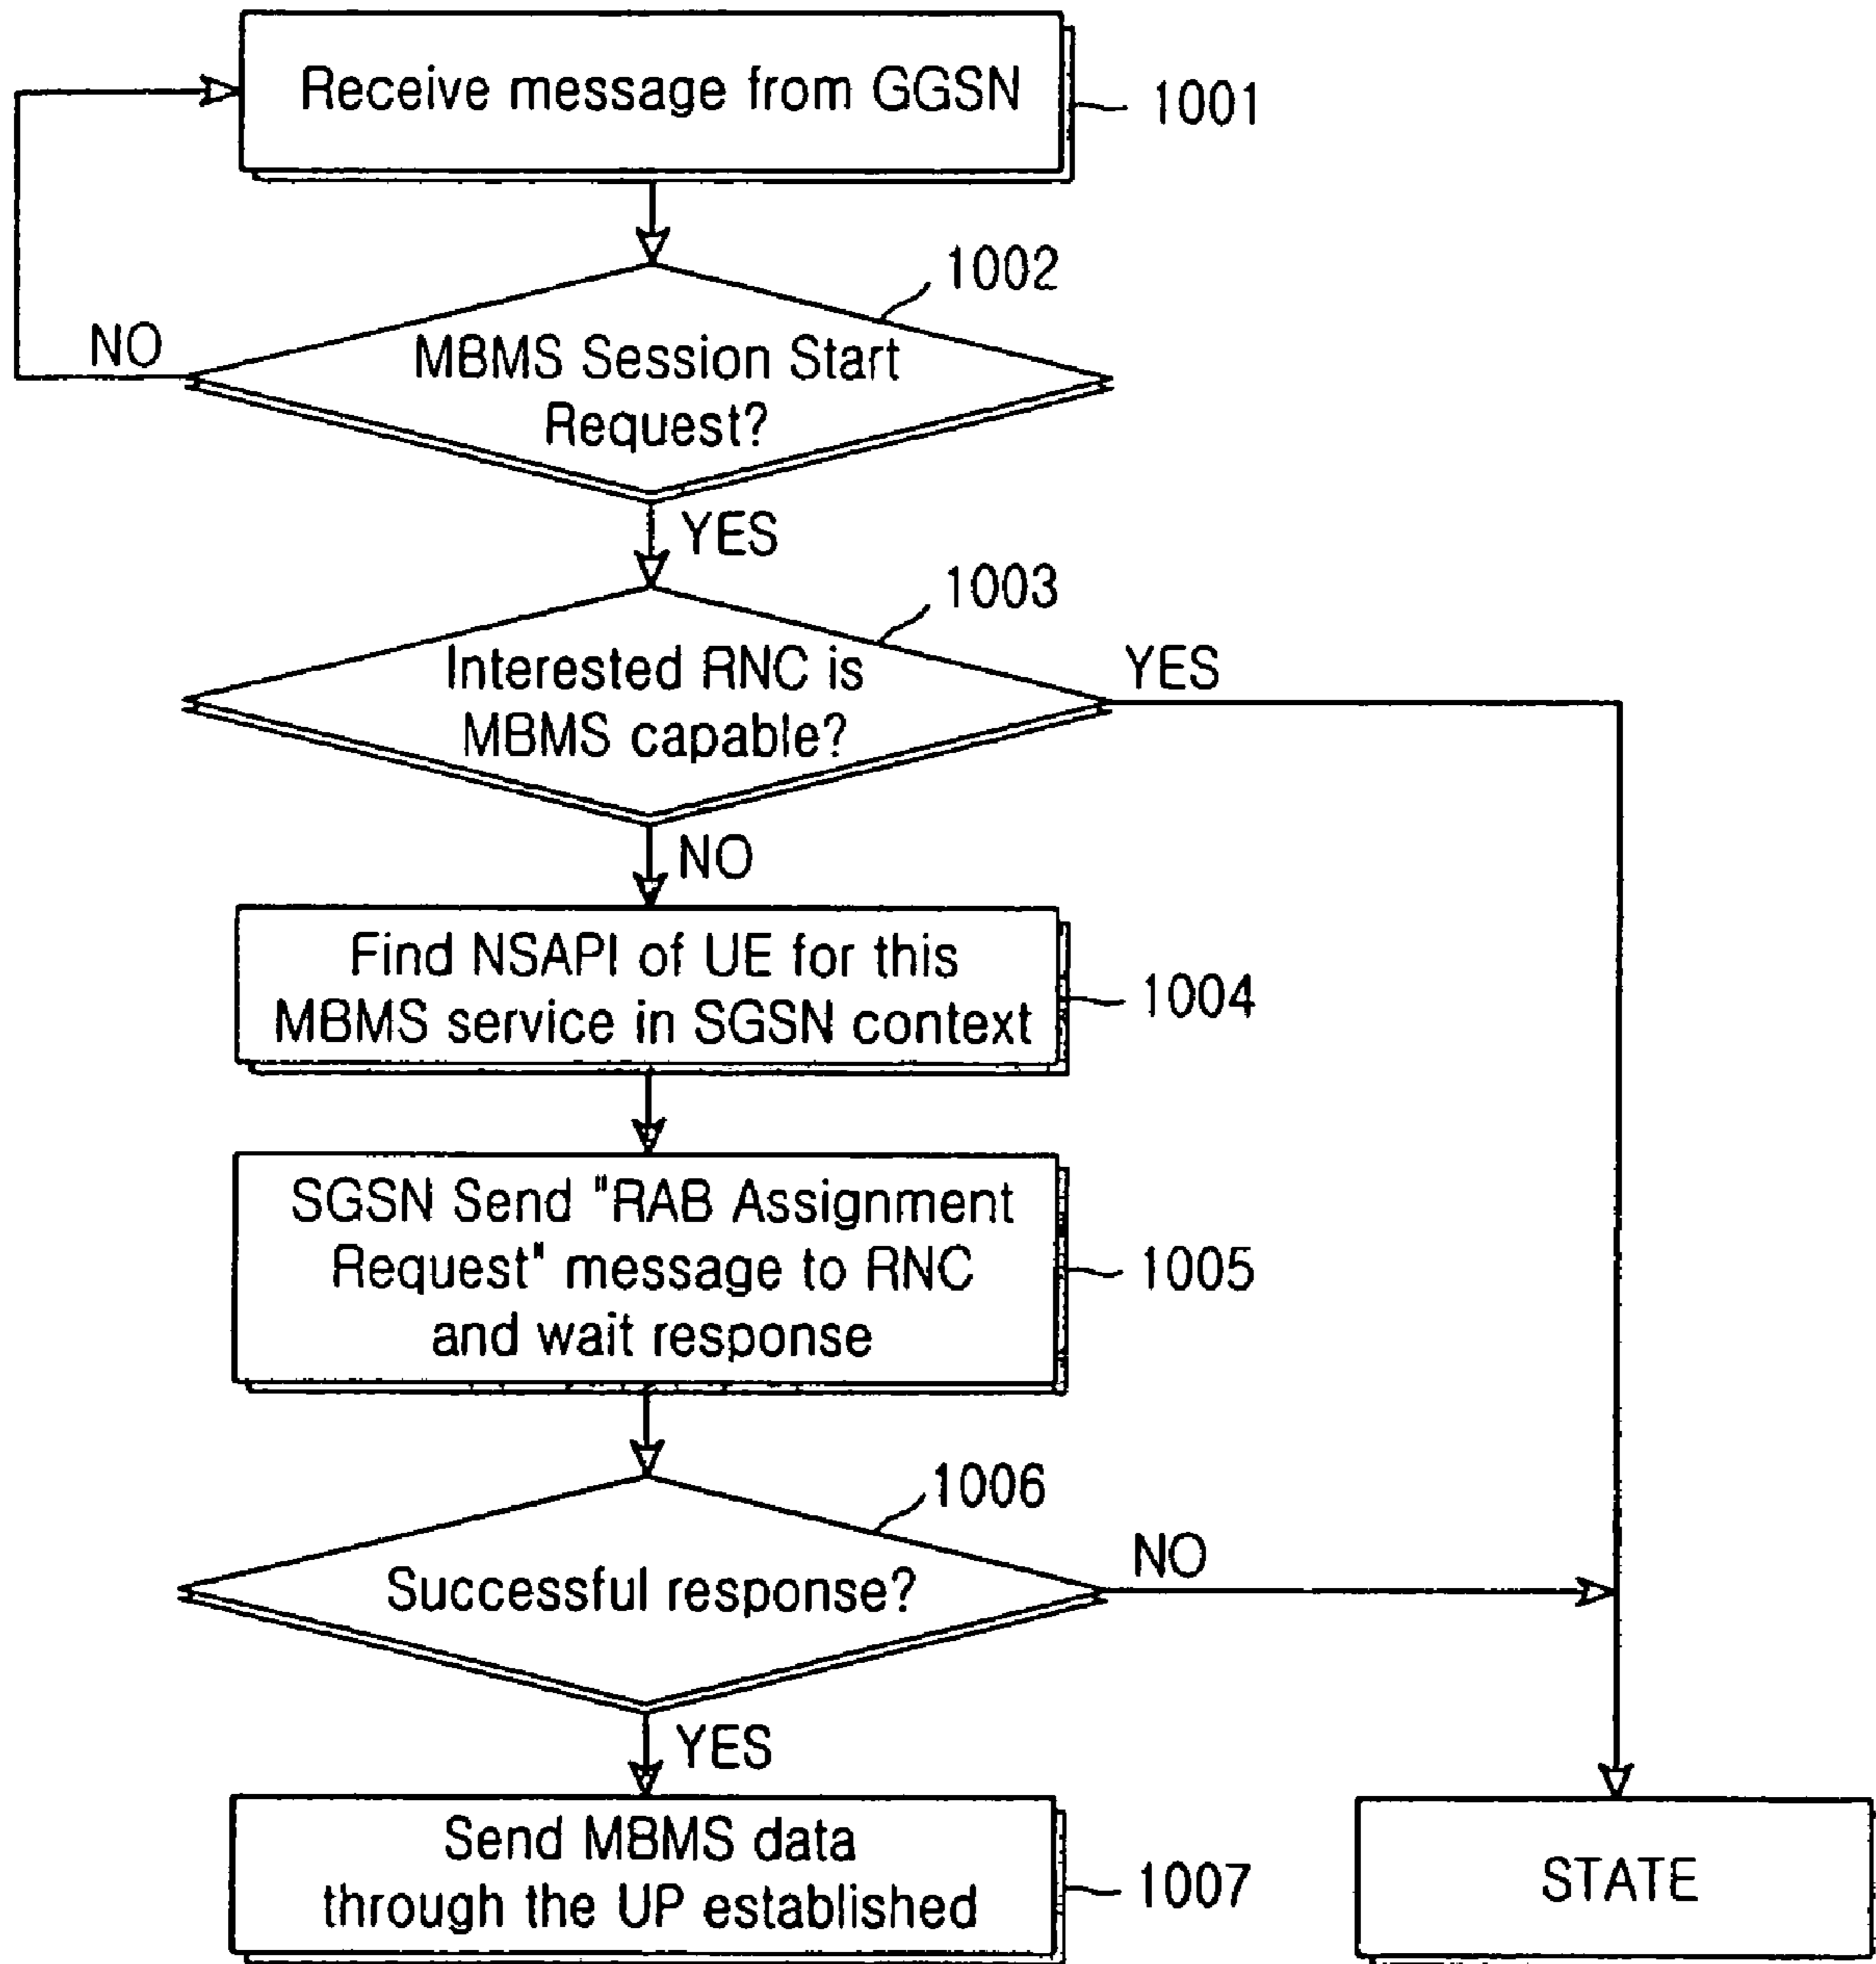 Receive message from GGSN
1001
1002
NO
MBMS Session Start
Request?
YES
1003
Interested RNC is
MBMS capable?
YES
NO
Find NSAPI of UE for this
MBMS service in SGSN context
1004
SGSN Send "RAB Assignment
Request" message to RNC
and wait response
1005
1006
Successful response?
NO
YES
Send MBMS data
through the UP established
1007
STATE